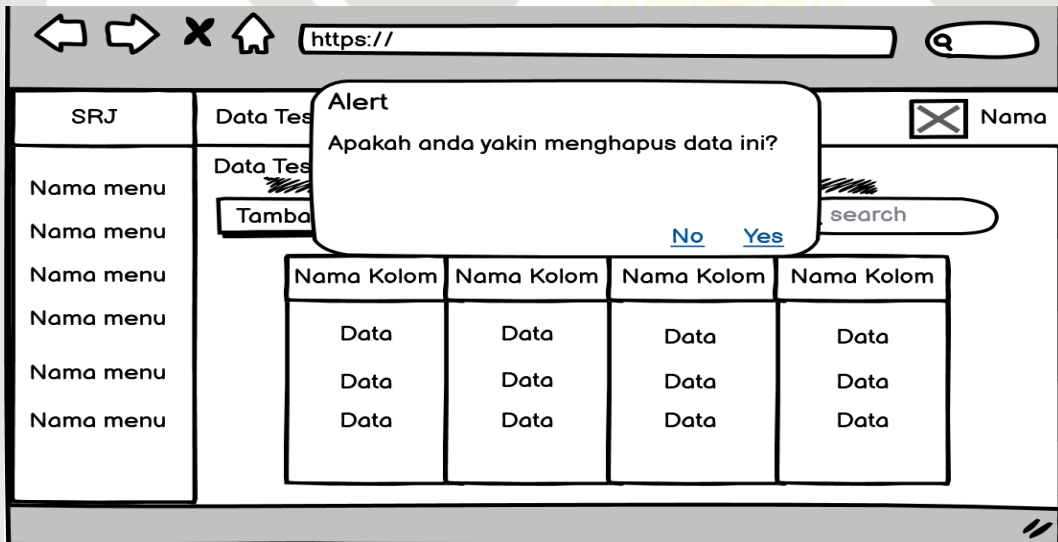 https://
SRJ
Data Tes
Nama
Alert
Apakah anda yakin menghapus data ini?
No Yes
Data Tes
Tamba
search
Nama menu
Nama menu
Nama menu
Nama menu
Nama menu
Nama menu
Nama Kolom Nama Kolom Nama Kolom Nama Kolom
Data Data Data Data
Data Data Data Data
Data Data Data Data